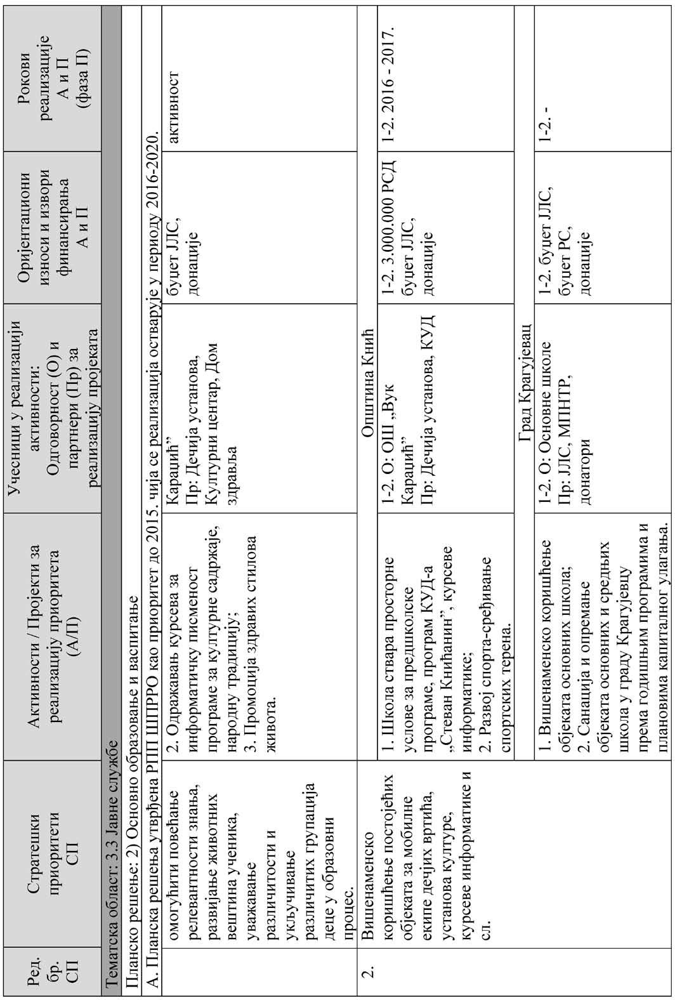 Ред.
бр.
СП
Стратешки
приоритети
СП
Активности / Пројекти за
реализацију приоритета
(А/П)
Учесници у реализацији
активности:
Одговорност (О) и
партнери (Пр) за
реализацију пројеката
Оријентациони
износи и извори
финансирања
А и П
Рокови
реализације
А и П
(фаза П)
Тематска област: 3.3 Јавне службе
Планско решење: 2) Основно образовање и васпитање
А. Планска решења утврђена РПП ШПРРО као приоритет до 2015. чија се реализација остварује у периоду 2016-2020.
омогућити повећање
релевантности знања,
развијање животних
вештина ученика,
уважавање
различитости и
укључивање
различитих групација
деце у образовни
процес.
2. Одражавањ курсева за
информатичку писменост
програме за културне садржаје,
народну традицију;
3. Промоција здравих стилова
живота.
Караџић”
Пр: Дечија установа,
Културни центар, Дом
здравља
буџет ЈЛС,
донације
активност
2.
Вишенаменско
коришћење постојећих
објеката за мобилне
екипе дечјих вртића,
установа културе,
курсеве информатике и
сл.
Општина Кнић
1. Школа ствара просторне
услове за предшколске
програме, програм КУД-а
„Стеван Книћанин”, курсеве
информатике;
2. Развој спорта-сређивање
спортских терена.
1-2. О: ОШ „Вук
Караџић”
Пр: Дечија установа, КУД
1-2. 3.000.000 РСД
буџет ЈЛС,
донације
1-2. 2016 - 2017.
Град Крагујевац
1. Вишенаменско коришћење
објеката основних школа;
2. Санација и опремање
објеката основних и средњих
школа у граду Крагујевцу
према годишњим програмима и
плановима капиталног улагања.
1-2. О: Основне школе
Пр: ЈЛС, МПНТР,
донатори
1-2. буџет ЈЛС,
буџет РС,
донације
1-2. -